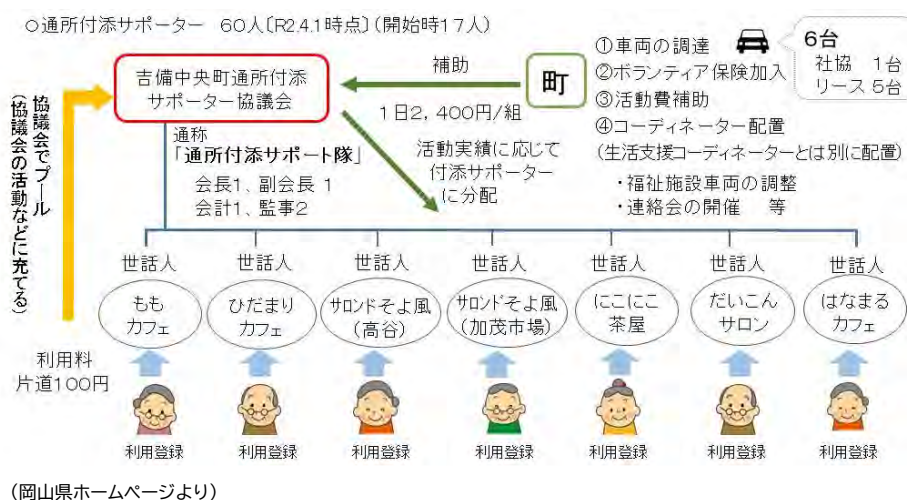 ○通所付添サポーター　60人〔R2.4.1時点〕(開始時17人)
吉備中央町通所付添
サポーター協議会
補助
町
1日2,400円/組
①車両の調達
②ボランティア保険加入
③活動費補助
④コーディネーター配置
(生活支援コーディネーターとは別に配置)
・福祉施設車両の調整
・連絡会の開催　等
6台
社協　1台
リース 5台
協議会でプール
(協議会の活動などに充てる)
通称
「通所付添サポート隊」
会長1、副会長 1
会計1、監事2
活動実績に応じて
付添サポーター
に分配
世話人
世話人
世話人
世話人
世話人
世話人
世話人
もも
カフェ
ひだまり
カフェ
サロンドそよ風
(高谷)
サロンドそよ風
(加茂市場)
にこにこ
茶屋
だいこん
サロン
はなまる
カフェ
利用料
片道100円
利用登録
利用登録
利用登録
利用登録
利用登録
利用登録
利用登録
(岡山県ホームページより)